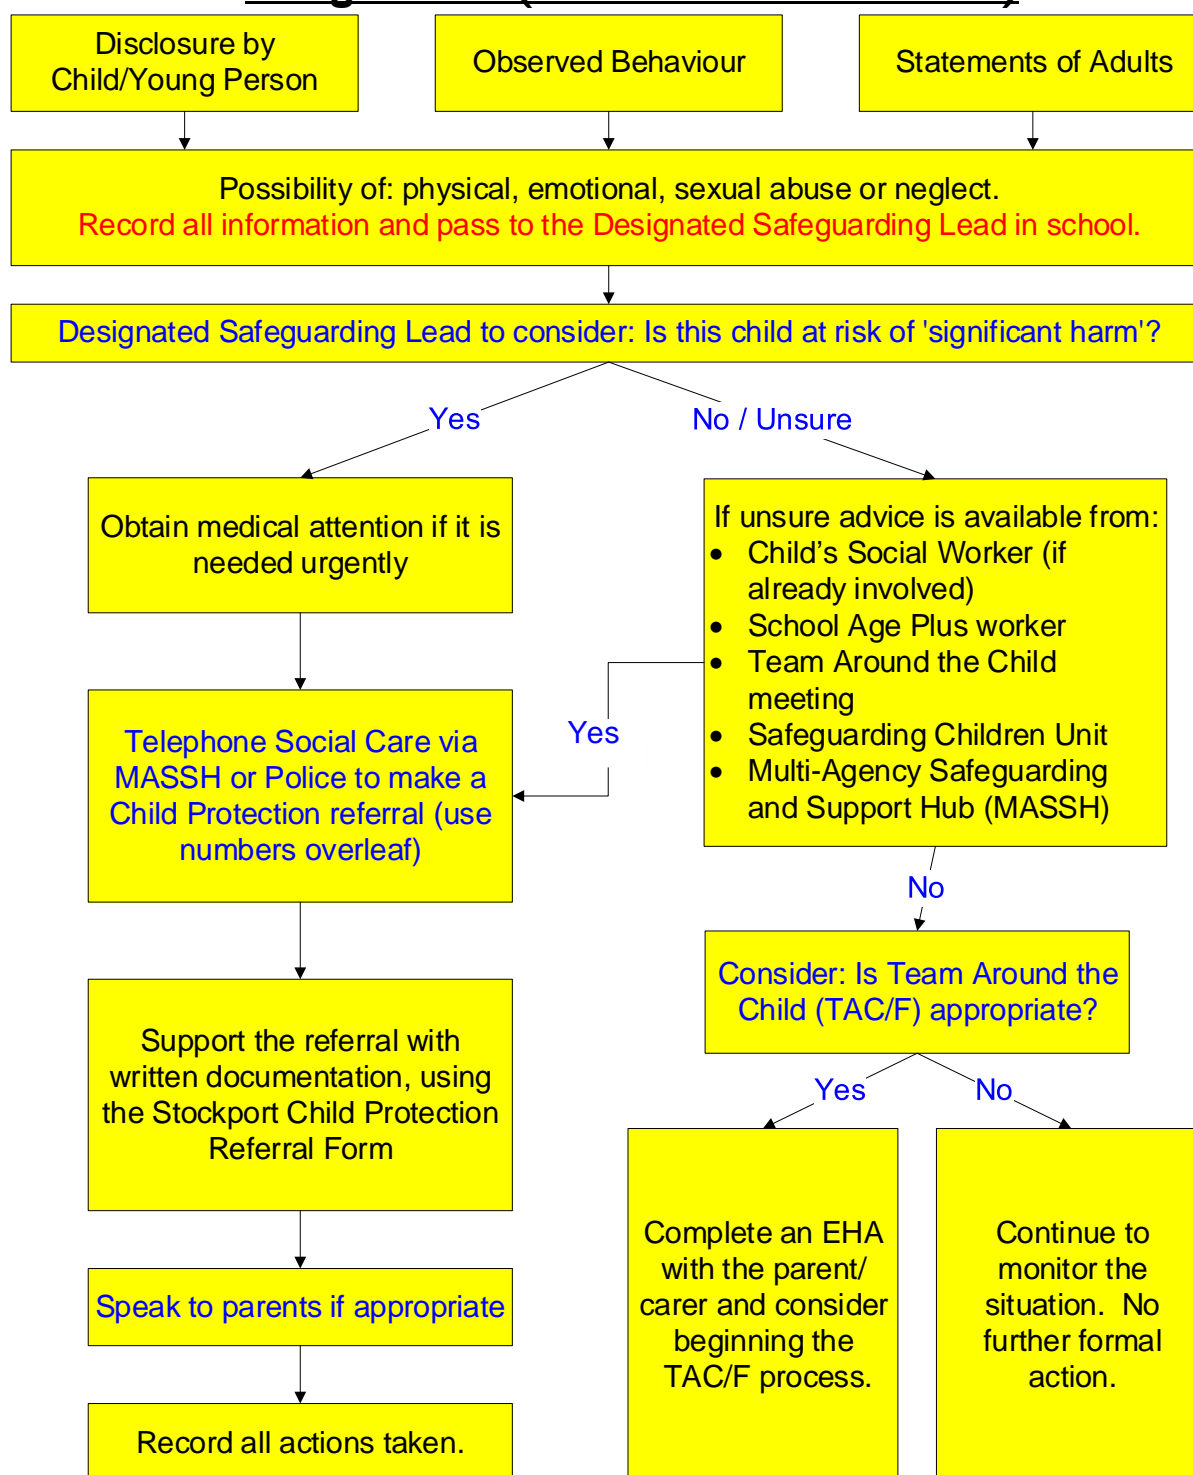 Disclosure by
Child/Young Person
Observed Behaviour
Statements of Adults
Possibility of: physical, emotional, sexual abuse or neglect.
Record all information and pass to the Designated Safeguarding Lead in school.
Designated Safeguarding Lead to consider: Is this child at risk of 'significant harm'?
Yes
No / Unsure
Obtain medical attention if it is
needed urgently
If unsure advice is available from:
• Child’s Social Worker (if
already involved)
• School Age Plus worker
• Team Around the Child
meeting
• Safeguarding Children Unit
• Multi-Agency Safeguarding
and Support Hub (MASSH)
Yes
Telephone Social Care via
MASSH or Police to make a
Child Protection referral (use
numbers overleaf)
No
Consider: Is Team Around the
Child (TAC/F) appropriate?
Support the referral with
written documentation, using
the Stockport Child Protection
Referral Form
Yes
No
Complete an EHA
with the parent/
carer and consider
beginning the
TAC/F process.
Continue to
monitor the
situation.  No
further formal
action.
Speak to parents if appropriate
Record all actions taken.